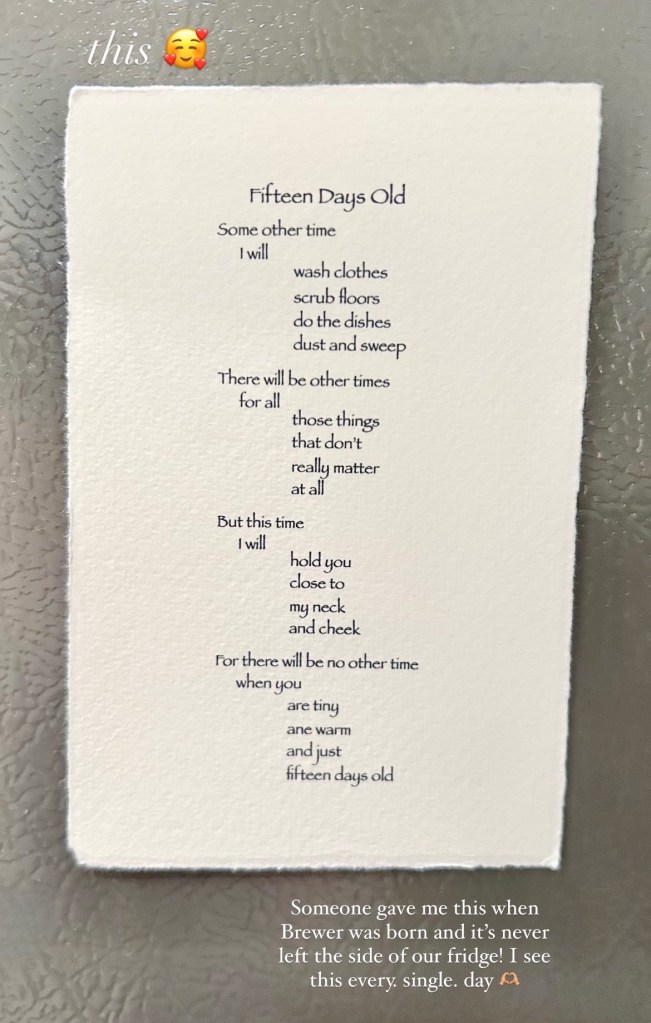 this 🥰
Fifteen Days Old
Some other time
I will
wash clothes
scrub floors
do the dishes
dust and sweep
There will be other times
for all
those things
that don't
really matter
at all
But this time
I will
hold you
close to
my neck
and cheek
For there will be no other time
when you
are tiny
ane warm
and just
fifteen days old
Someone gave me this when
Brewer was born and it's never
left the side of our fridge! I see
this every. single. day 🫶🏼